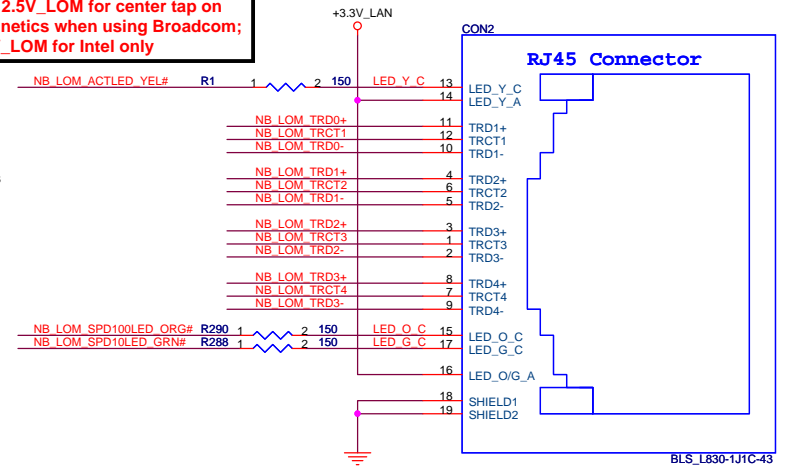 2.5V_LOM for center tap on
netics when using Broadcom;
_LOM for Intel only
+3.3V_LAN
CON2
RJ45 Connector
NB_LOM_ACTLED_YEL# R1 1 2 150 LED_Y_C 13 LED_Y_C
14 LED_Y_A
NB_LOM_TRD0+ 11 TRD1+
NB_LOM_TRCT1 12 TRCT1
NB_LOM_TRD0- 10 TRD1-
NB_LOM_TRD1+ 4 TRD2+
NB_LOM_TRCT2 6 TRCT2
NB_LOM_TRD1- 5 TRD2-
NB_LOM_TRD2+ 3 TRD3+
NB_LOM_TRCT3 1 TRCT3
NB_LOM_TRD2- 2 TRD3-
NB_LOM_TRD3+ 8 TRD4+
NB_LOM_TRCT4 7 TRCT4
NB_LOM_TRD3- 9 TRD4-
NB_LOM_SPD100LED_ORG# R290 1 2 150 LED_O_C 15 LED_O_C
NB_LOM_SPD10LED_GRN# R288 1 2 150 LED_G_C 17 LED_G_C
16 LED_O/G_A
18 SHIELD1
19 SHIELD2
BLS_L830-1J1C-43